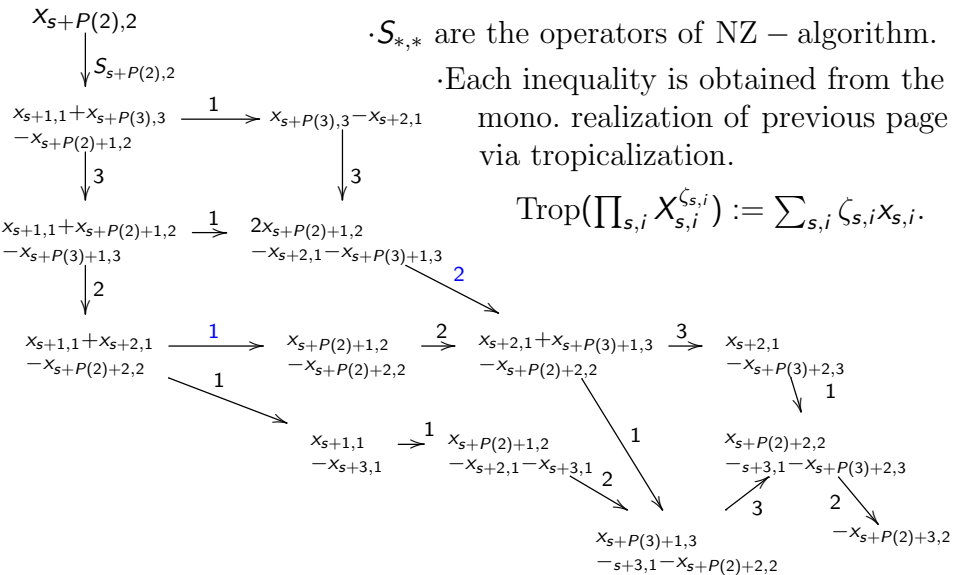 x_{s+P(2),2}
·S_{*,*} are the operators of NZ − algorithm.
S_{s+P(2),2}
·Each inequality is obtained from the
mono. realization of previous page
via tropicalization.
x_{s+1,1}+x_{s+P(3),3}
−x_{s+P(2)+1,2}
1
x_{s+P(3),3}−x_{s+2,1}
3
3
Trop(∏_{s,i} X_{s,i}^{ζ_{s,i}}) := ∑_{s,i} ζ_{s,i}x_{s,i}.
x_{s+1,1}+x_{s+P(2)+1,2}
−x_{s+P(3)+1,3}
1
2x_{s+P(2)+1,2}
−x_{s+2,1}−x_{s+P(3)+1,3}
2
2
x_{s+1,1}+x_{s+2,1}
−x_{s+P(2)+2,2}
1
x_{s+P(2)+1,2}
−x_{s+P(2)+2,2}
2
x_{s+2,1}+x_{s+P(3)+1,3}
−x_{s+P(2)+2,2}
3
x_{s+2,1}
−x_{s+P(3)+2,3}
1
1
1
x_{s+1,1}
−x_{s+3,1}
1
x_{s+P(2)+1,2}
−x_{s+2,1}−x_{s+3,1}
2
x_{s+P(2)+2,2}
−_{s+3,1}−x_{s+P(3)+2,3}
3
2
x_{s+P(3)+1,3}
−_{s+3,1}−x_{s+P(2)+2,2}
−x_{s+P(2)+3,2}